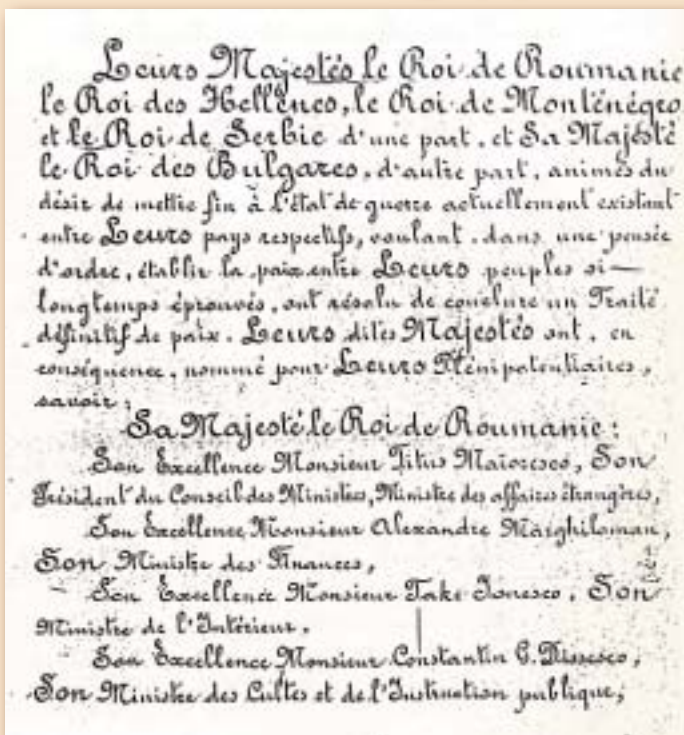 Leurs Majestés le Roi de Roumanie
le Roi des Hellènes, le Roi de Monténégro
et le Roi de Serbie d'une part, et Sa Majesté
le Roi des Bulgares, d'autre part, animés du
désir de mettre fin à l'état de guerre actuellement existant
entre Leurs pays respectifs, voulant, dans une pensée
d'ordre, établir la paix entre Leurs peuples si
longtemps éprouvés, ont résolu de conclure un Traité
définitif de paix. Leurs dites Majestés ont, en
conséquence, nommé pour Leurs Plénipotentiaires,
savoir:
Sa Majesté le Roi de Roumanie:
Son Excellence Monsieur Titus Maïoresco, Son
Président du Conseil des Ministres, Ministre des affaires étrangères,
Son Excellence Monsieur Alexandre Marghiloman,
Son Ministre des Finances,
Son Excellence Monsieur Take Ionesco, Son
Ministre de l'Intérieur.
Son Excellence Monsieur Constantin G. Dissesco,
Son Ministre des Cultes et de l'Instruction publique;